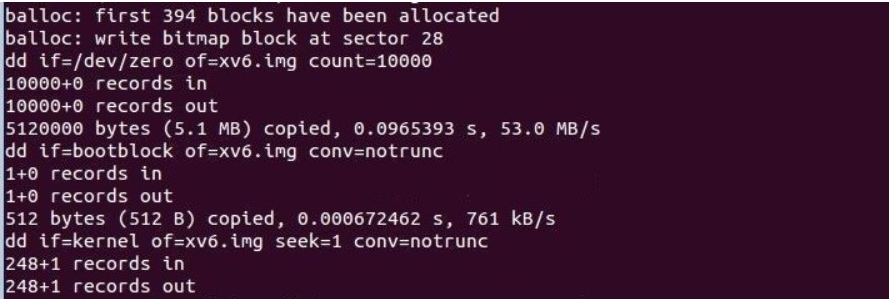 balloc: first 394 blocks have been allocated
balloc: write bitmap block at sector 28
dd if=/dev/zero of=xv6.img count=10000
10000+0 records in
10000+0 records out
5120000 bytes (5.1 MB) copied, 0.0965393 s, 53.0 MB/s
dd if=bootblock of=xv6.img conv=notrunc
1+0 records in
1+0 records out
512 bytes (512 B) copied, 0.000672462 s, 761 kB/s
dd if=kernel of=xv6.img seek=1 conv=notrunc
248+1 records in
248+1 records out